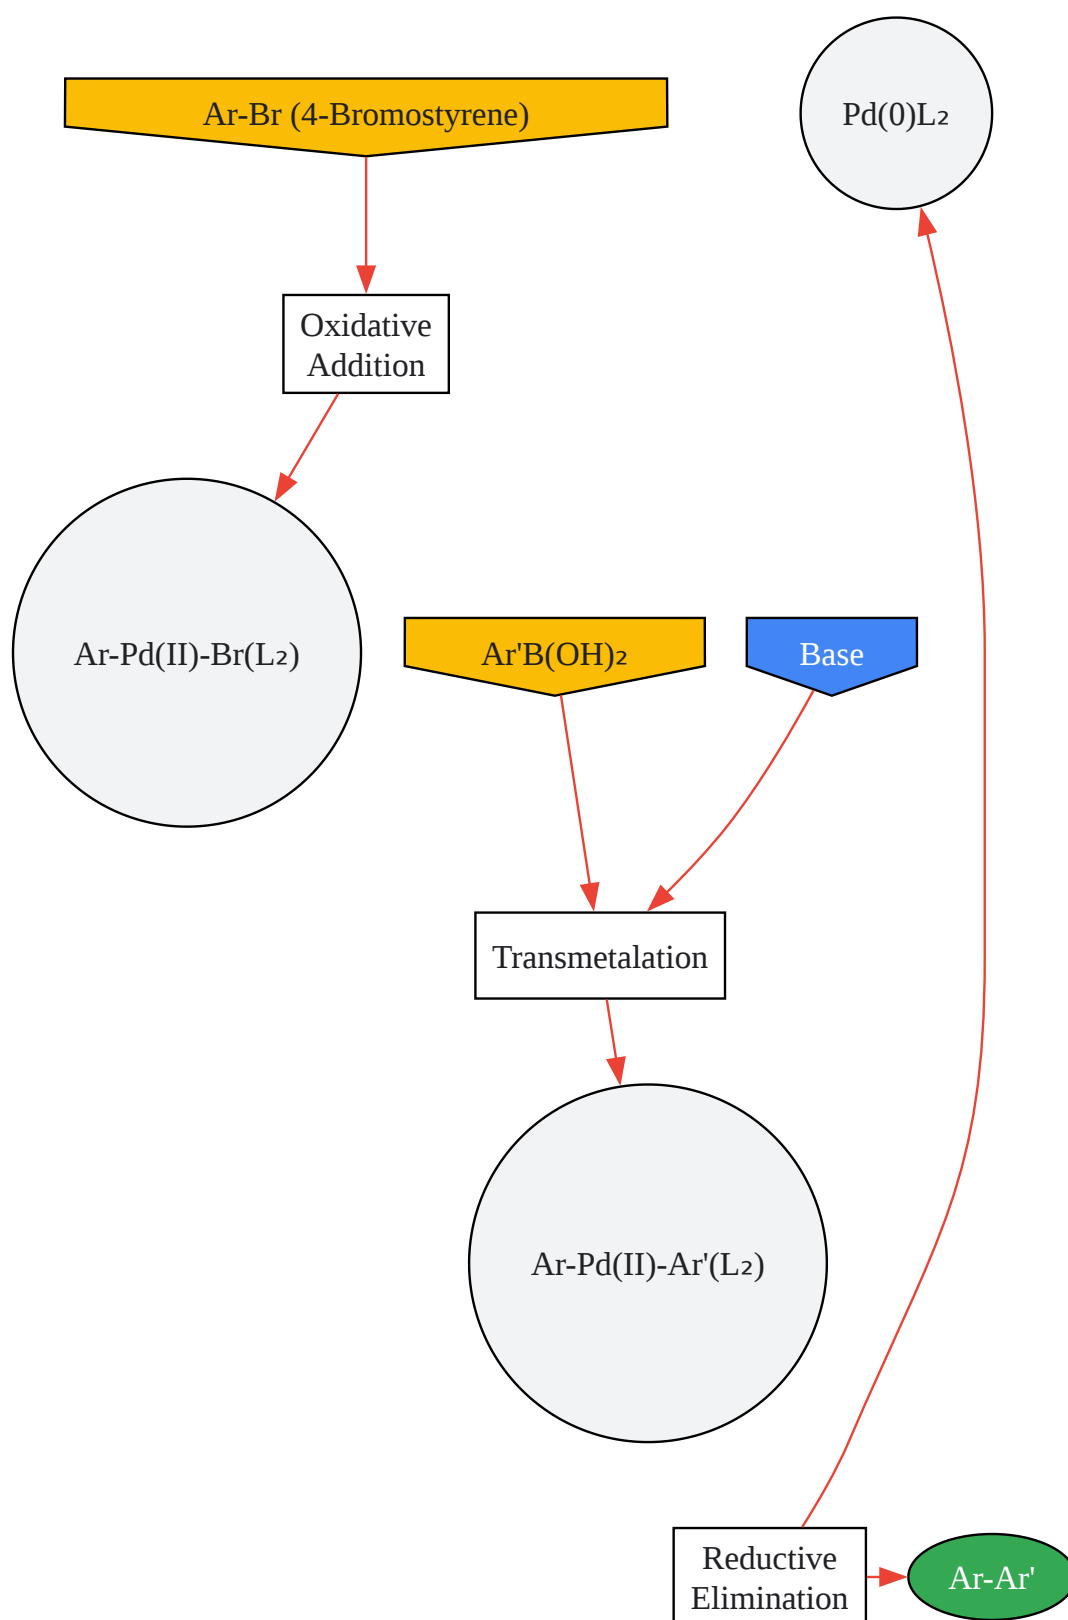 Ar-Br (4-Bromostyrene)
Pd(0)L₂
Oxidative
Addition
Ar-Pd(II)-Br(L₂)
Ar'B(OH)₂
Base
Transmetalation
Ar-Pd(II)-Ar'(L₂)
Reductive
Elimination
Ar-Ar'